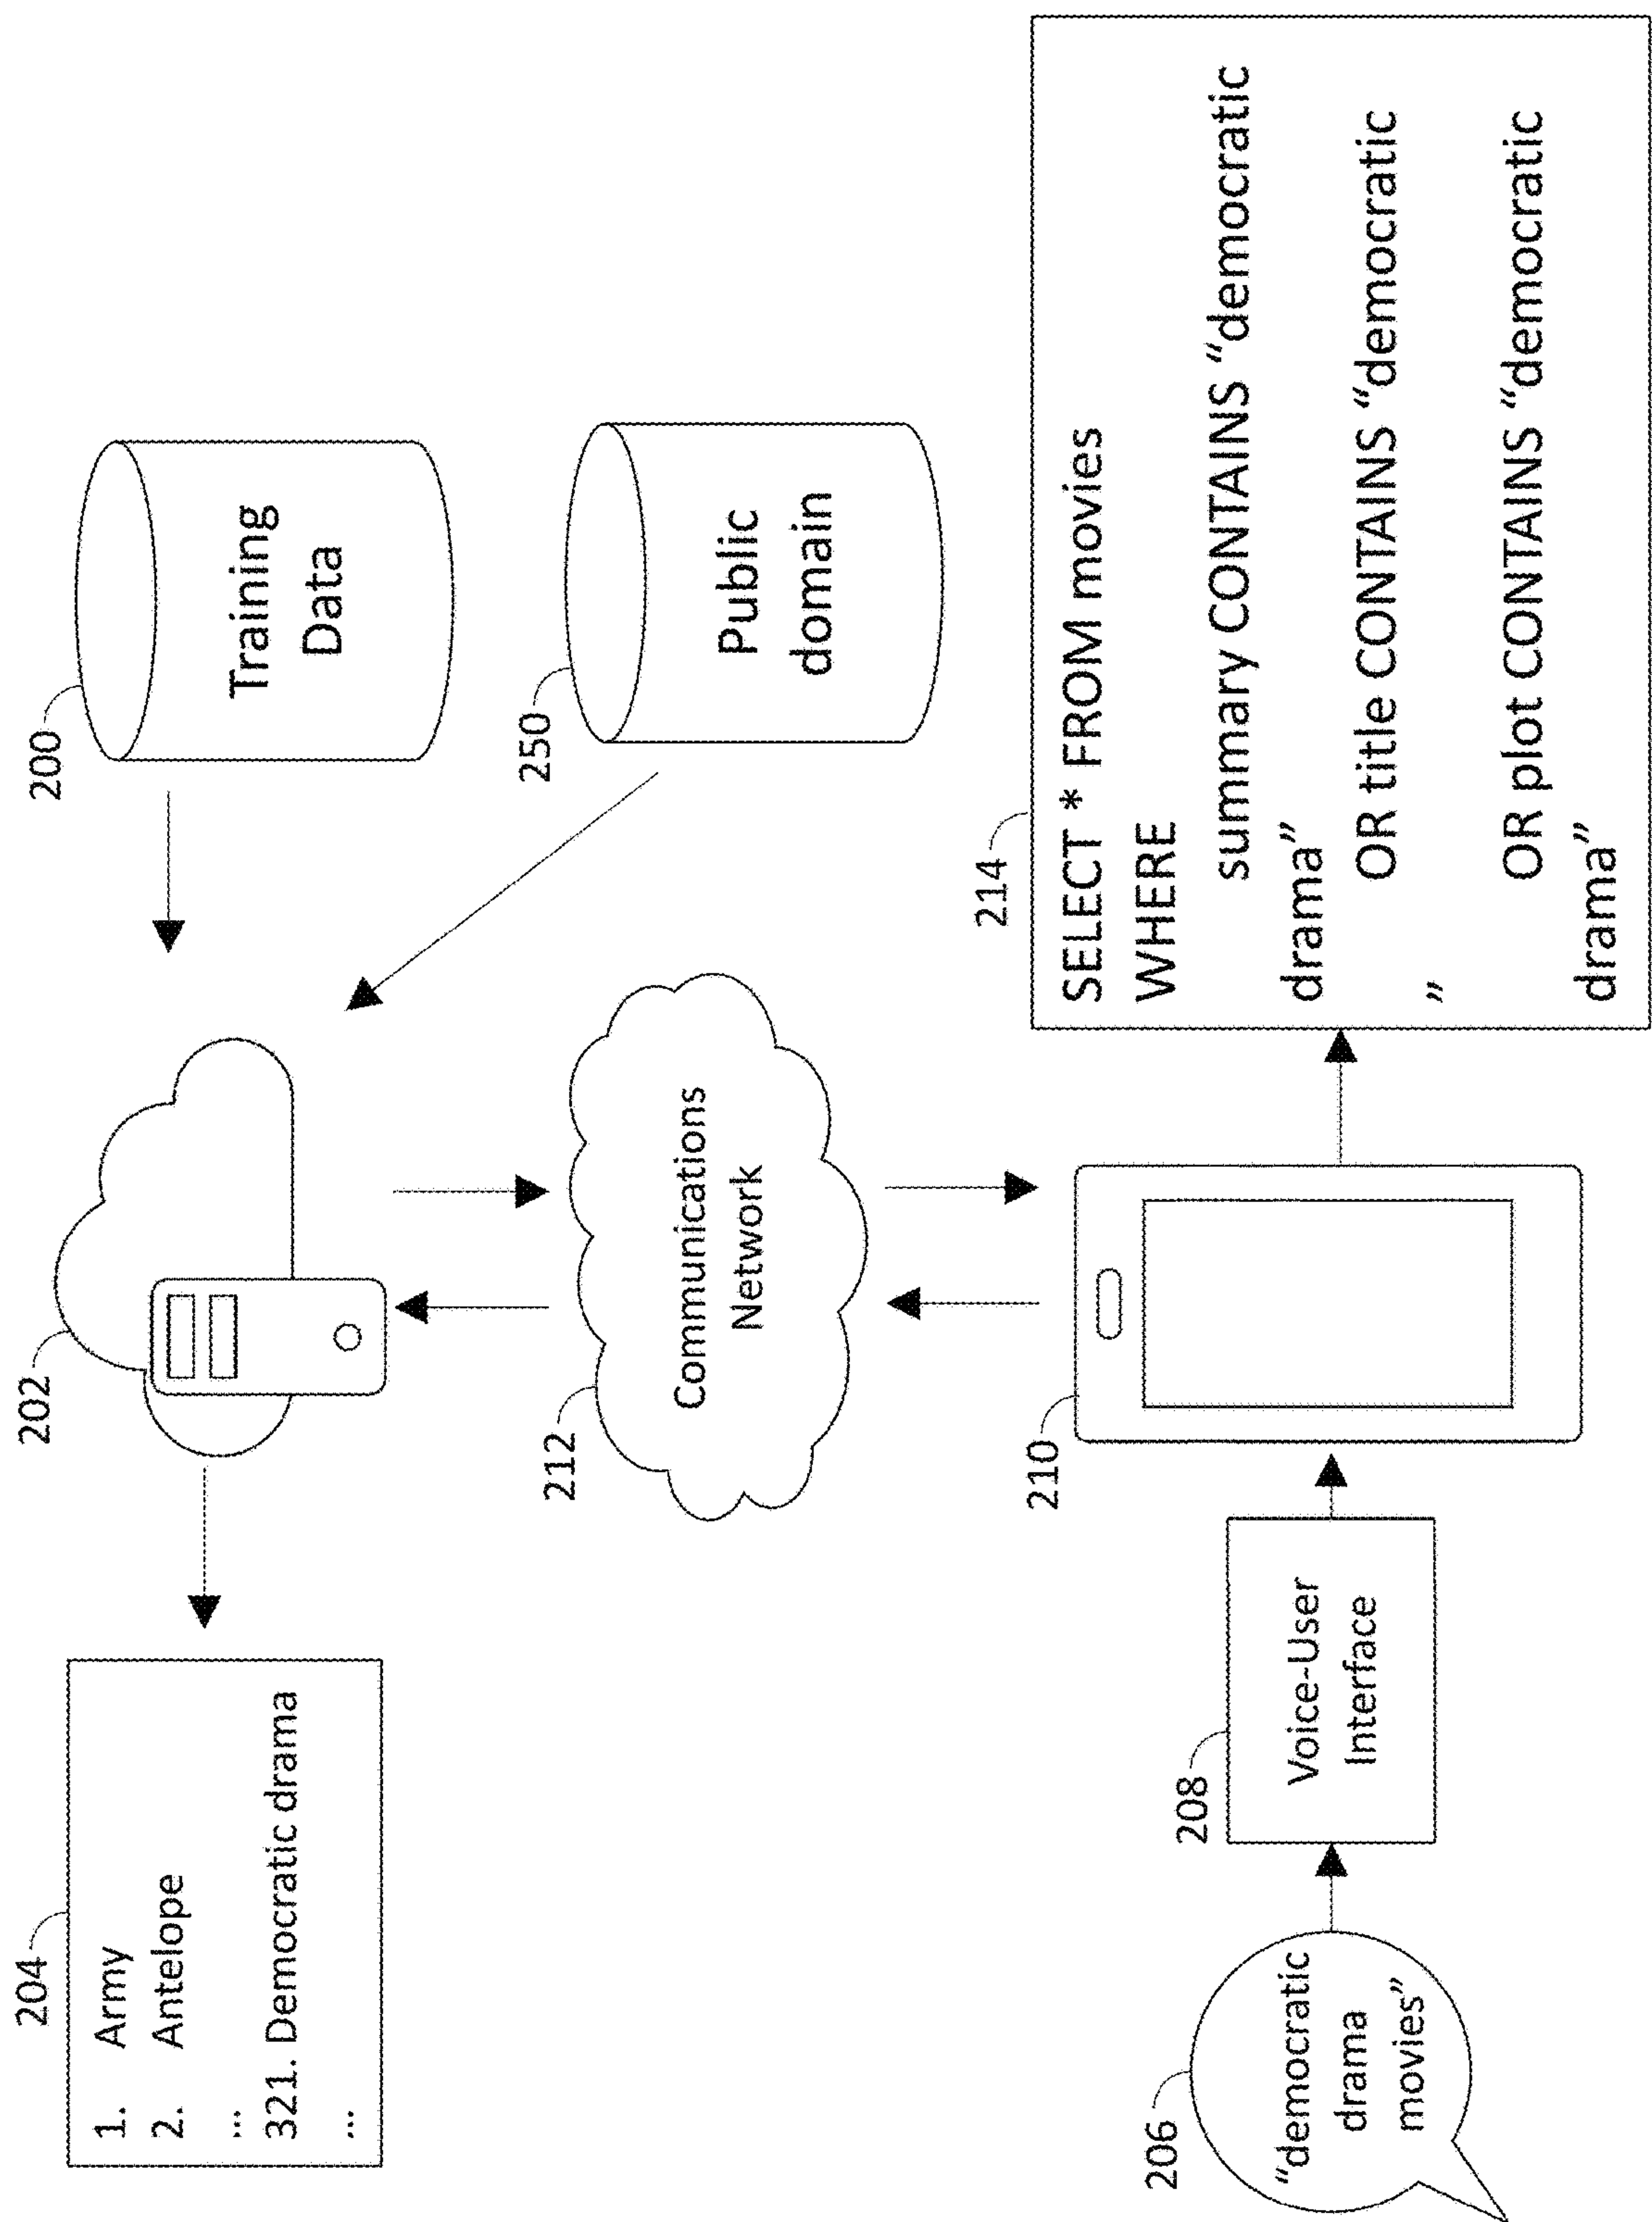 204
1. Army
2. Antelope
...
321. Democratic drama
...
202
200
Training
Data
212
Communications
Network
250
Public
domain
206
“democratic
drama
movies”
208
Voice-User
Interface
210
214
SELECT * FROM movies
WHERE
summary CONTAINS “democratic
drama”
OR title CONTAINS “democratic
”
OR plot CONTAINS “democratic
drama”